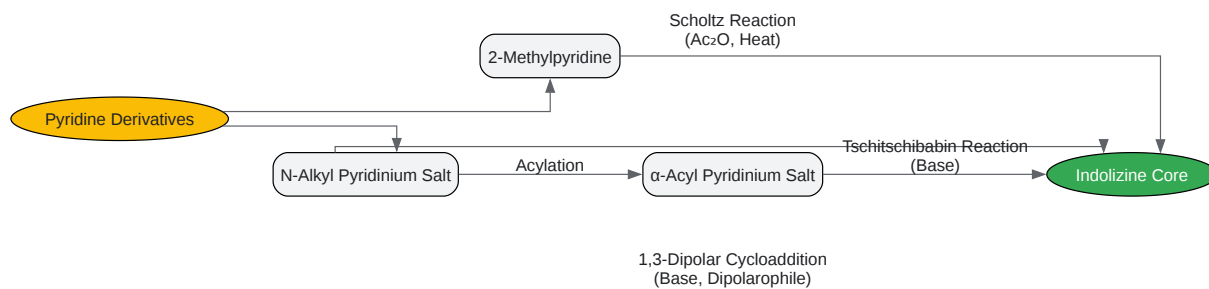 Scholtz Reaction
(Ac₂O, Heat)
2-Methylpyridine
Pyridine Derivatives
Tschitschibabin Reaction
(Base)
N-Alkyl Pyridinium Salt
Acylation
α-Acyl Pyridinium Salt
Indolizine Core
1,3-Dipolar Cycloaddition
(Base, Dipolarophile)